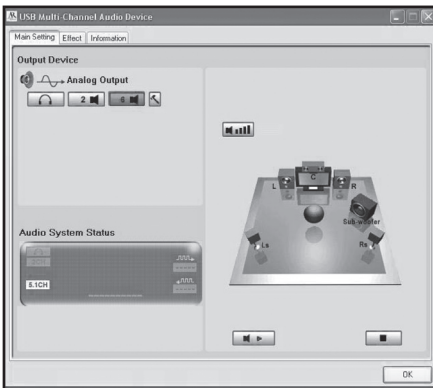 USB Multi-Channel Audio Device
Main Setting Effect Information
Output Device
Analog Output
2 6
C
L R
Sub-woofer
Ls Rs
Audio System Status
5.1CH
OK